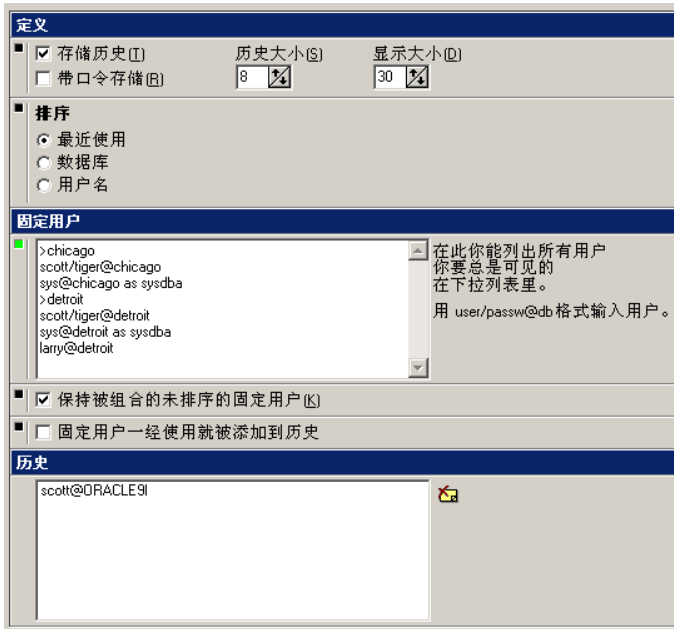 定义
存储历史(T) 历史大小(S) 显示大小(D)
带口令存储(R) 8 30
排序
最近使用
数据库
用户名
固定用户
>chicago
scott/tiger@chicago
sys@chicago as sysdba
>detroit
scott/tiger@detroit
sys@detroit as sysdba
larry@detroit
在此你能列出所有用户
你要总是可见的
在下拉列表里。
用 user/passw@db 格式输入用户。
保持被组合的未排序的固定用户(K)
固定用户一经使用就被添加到历史
历史
scott@ORACLE9I